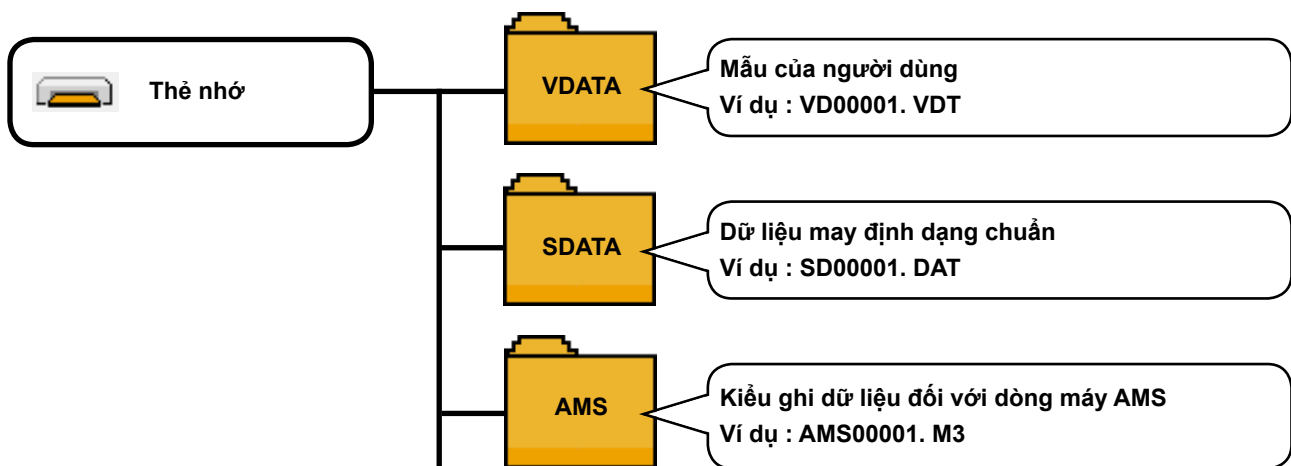 Thẻ nhớ
VDATA
Mẫu của người dùng
Ví dụ : VD00001. VDT
SDATA
Dữ liệu may định dạng chuẩn
Ví dụ : SD00001. DAT
AMS
Kiểu ghi dữ liệu đối với dòng máy AMS
Ví dụ : AMS00001. M3